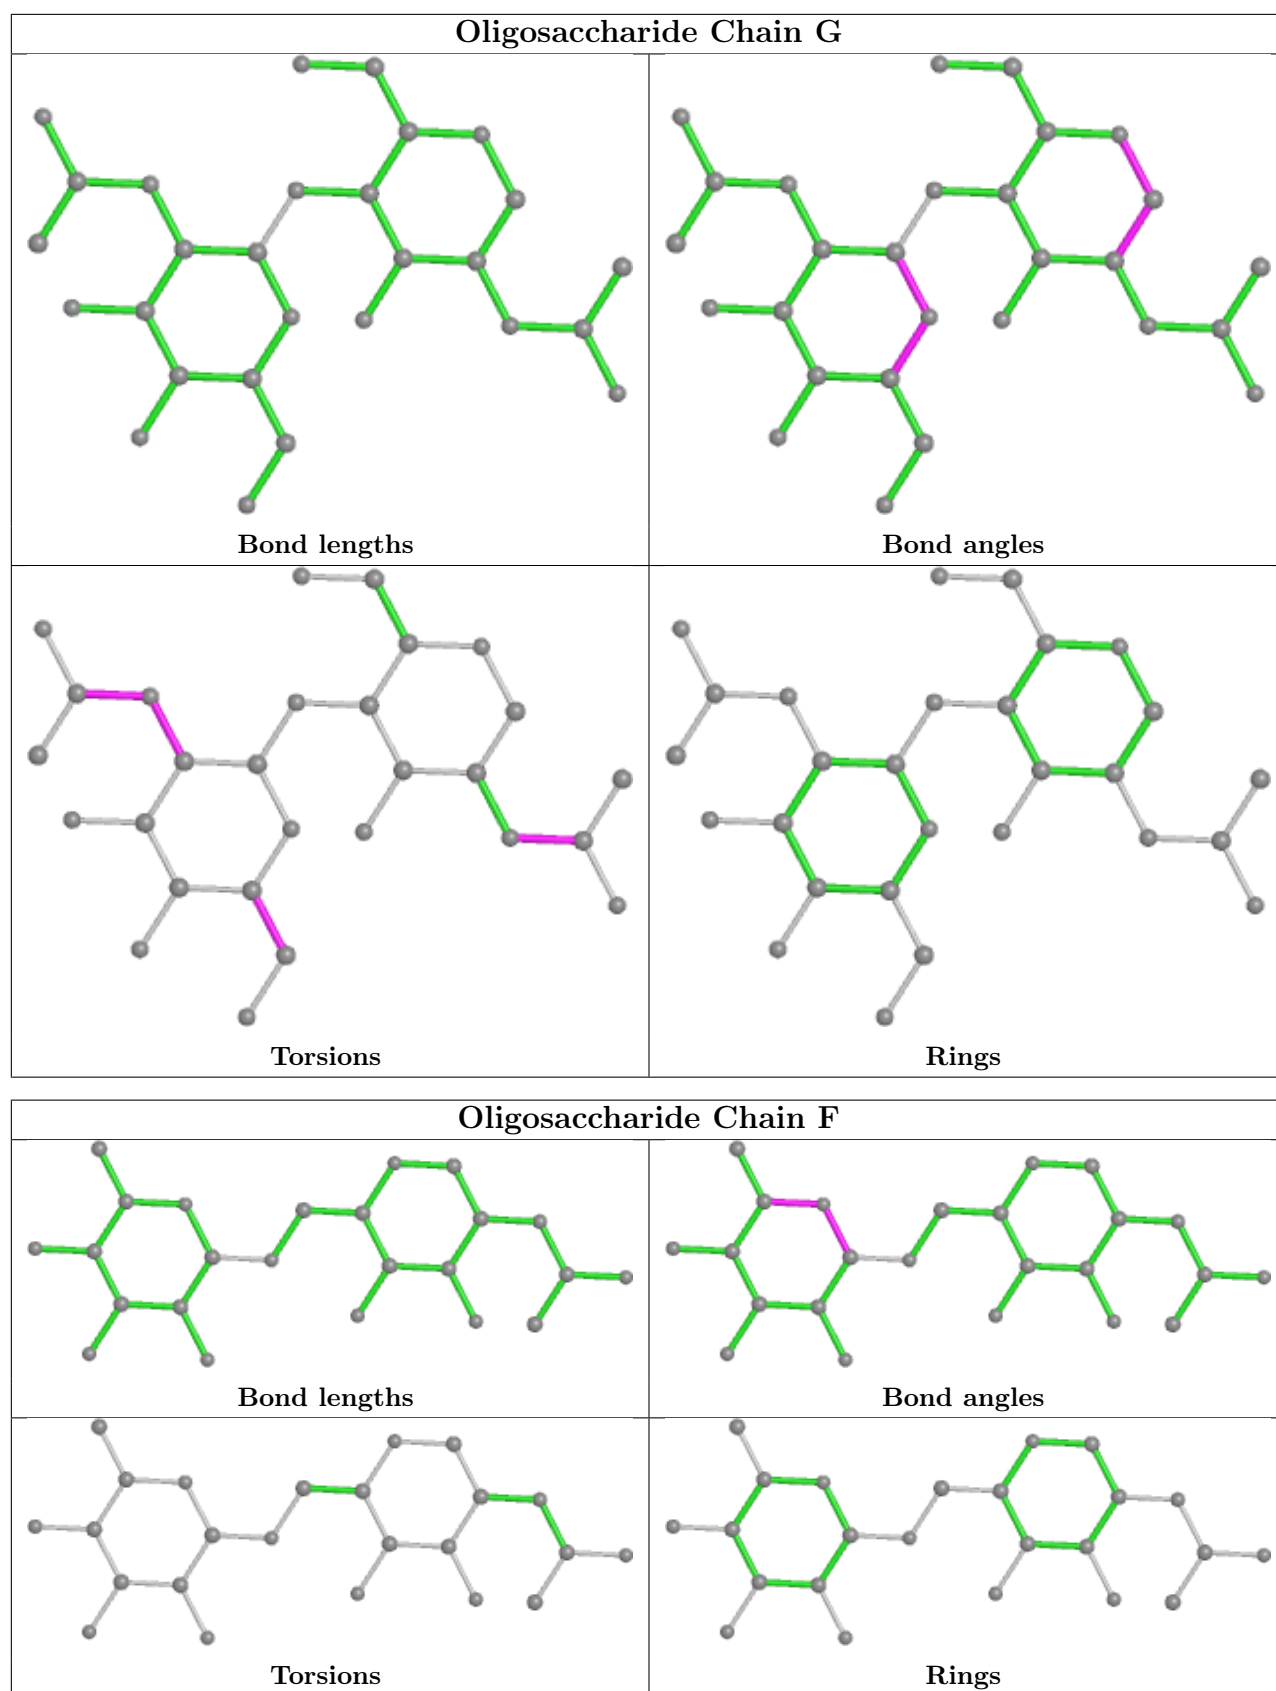 Oligosaccharide Chain G
Bond lengths
Bond angles
Torsions
Rings
Oligosaccharide Chain F
Bond lengths
Bond angles
Torsions
Rings